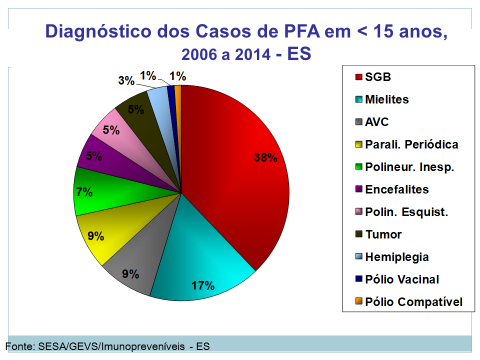 Diagnóstico dos Casos de PFA em < 15 anos,
2006 a 2014 - ES
1%
1%
3%
5%
5%
5%
7%
9%
9%
17%
38%
SGB
Mielites
AVC
Parali. Periódica
Polineur. Inesp.
Encefalites
Polin. Esquist.
Tumor
Hemiplegia
Pólio Vacinal
Pólio Compatível
Fonte: SESA/GEVS/Imunopreveníveis - ES